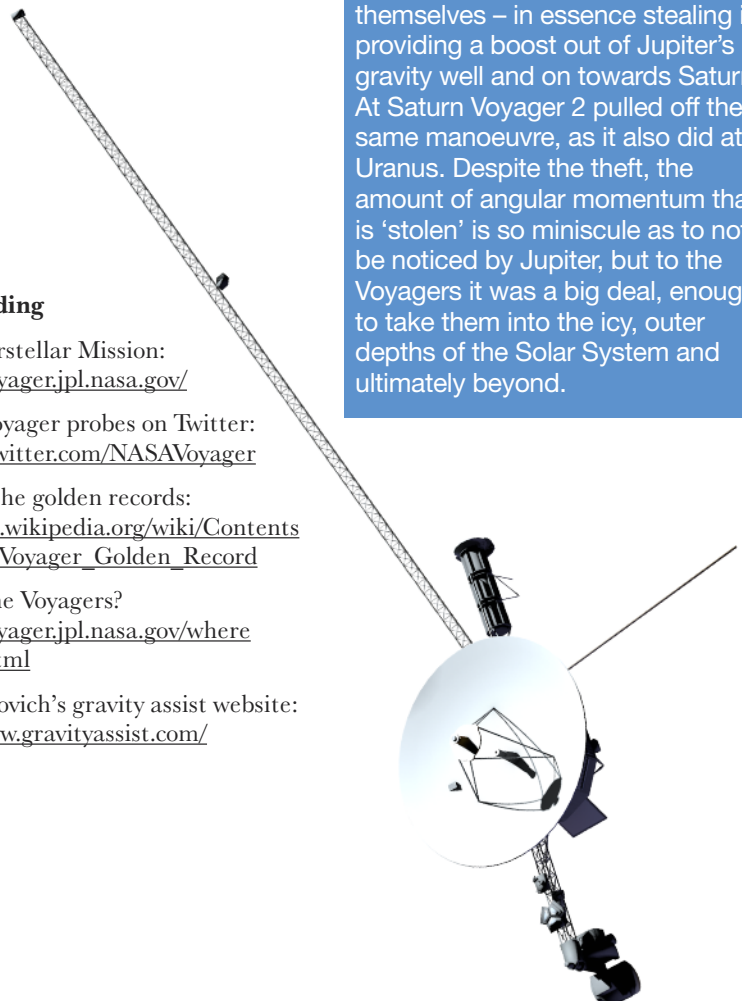 themselves – in essence stealing i
providing a boost out of Jupiter's
gravity well and on towards Satur
At Saturn Voyager 2 pulled off the
same manoeuvre, as it also did at
Uranus. Despite the theft, the
amount of angular momentum tha
is 'stolen' is so miniscule as to no
be noticed by Jupiter, but to the
Voyagers it was a big deal, enoug
to take them into the icy, outer
depths of the Solar System and
ultimately beyond.
ding
rstellar Mission:
yager.jpl.nasa.gov/
oyager probes on Twitter:
witter.com/NASAVoyager
he golden records:
.wikipedia.org/wiki/Contents
Voyager_Golden_Record
ne Voyagers?
yager.jpl.nasa.gov/where
tml
ovich's gravity assist website:
w.gravityassist.com/